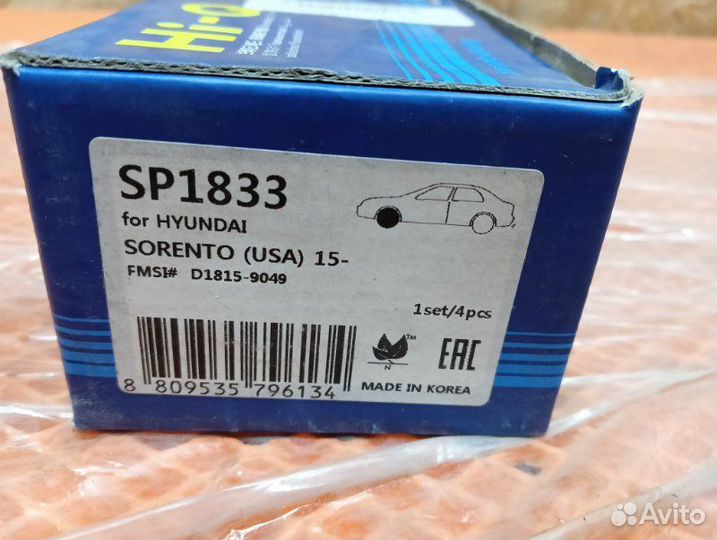 Hi-Q
SP1833
for HYUNDAI
SORENTO (USA) 15-
FMSI# D1815-9049
1set/4pcs
TM
N
EAC
8 809535 796134
MADE IN KOREA
Avito